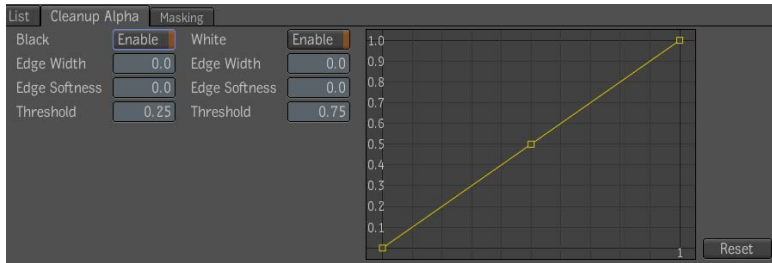 List Cleanup Alpha Masking
Black Enable White Enable
Edge Width 0.0 Edge Width 0.0
Edge Softness 0.0 Edge Softness 0.0
Threshold 0.25 Threshold 0.75
1.0
0.9
0.8
0.7
0.6
0.5
0.4
0.3
0.2
0.1
1
Reset